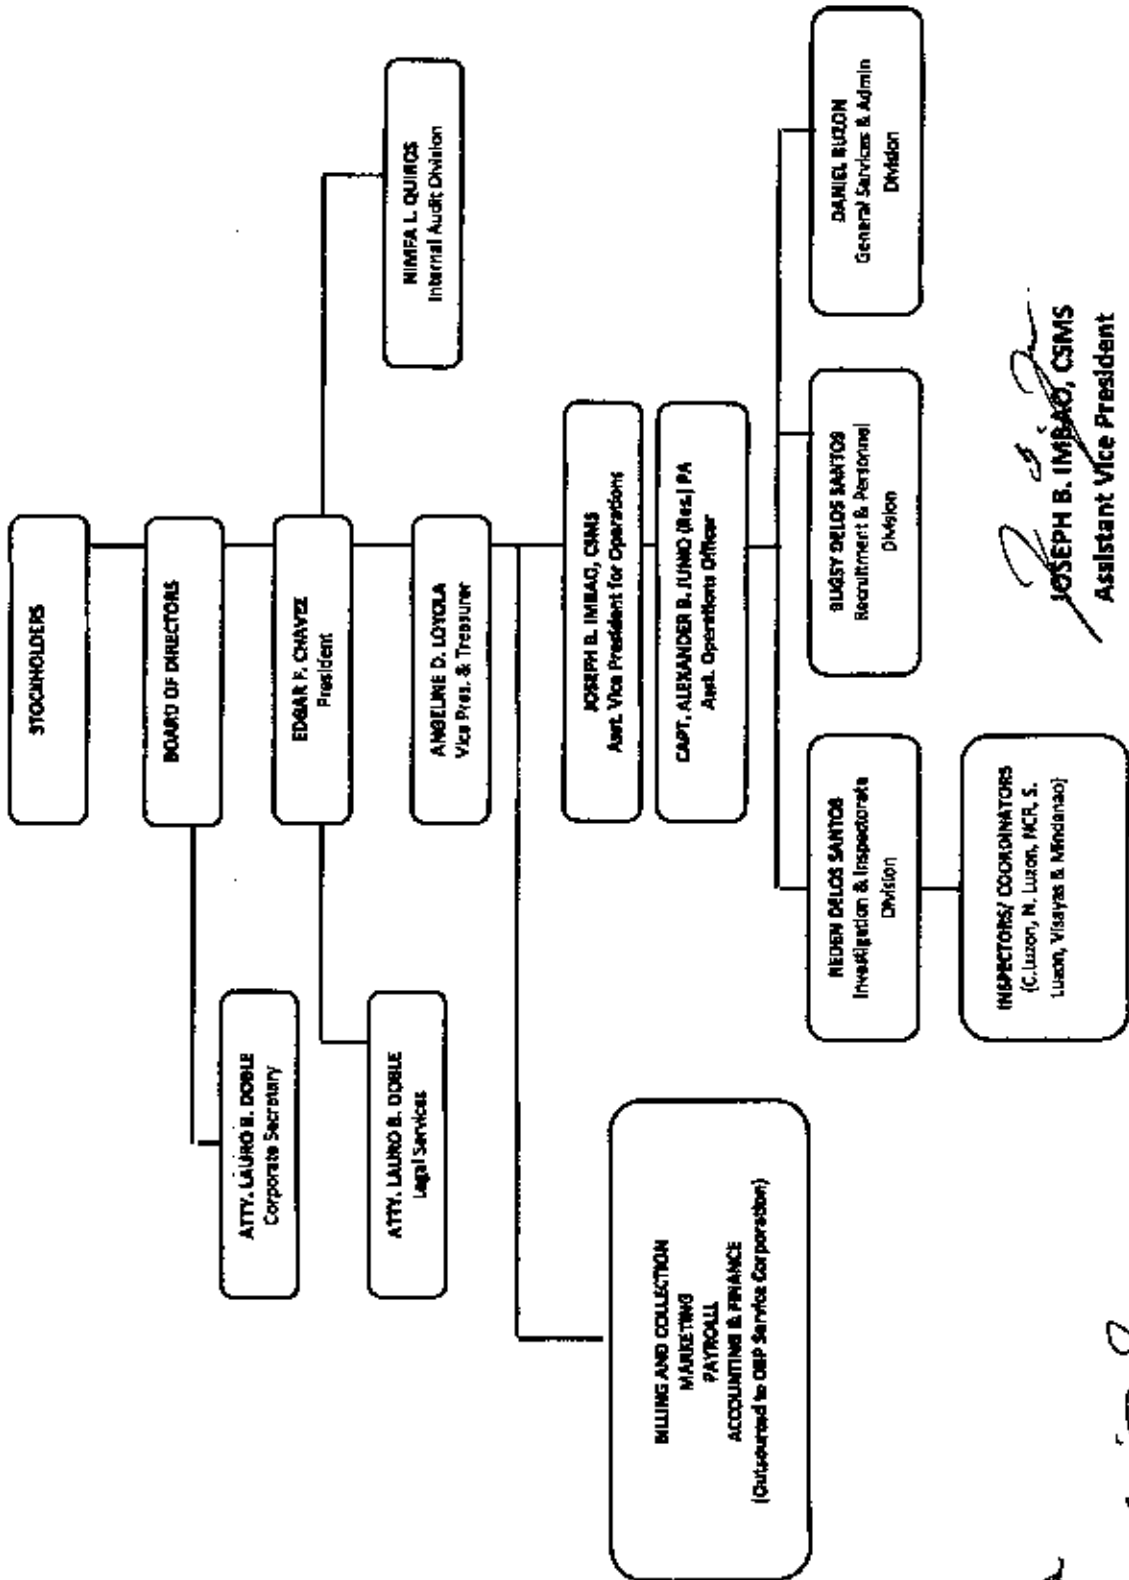 STOCKHOLDERS
BOARD OF DIRECTORS
ATTY. LAURO B. DOBLE
Corporate Secretary
EDGAR F. CHAVEZ
President
ATTY. LAURO B. DOBLE
Legal Services
NIMFA L. QUIROS
Internal Audit Division
ANGELINE D. LOYOLA
Vice Pres. & Treasurer
BILLING AND COLLECTION
MARKETING
PAYROLL
ACCOUNTING & FINANCE
(Outsourced to DBP Service Corporation)
JOSEPH B. IMBAO, CSMS
Asst. Vice President for Operations
CAPT. ALEXANDER B. JUNIO (Res.) PA
Asst. Operations Officer
REDEN DELOS SANTOS
Investigation & Inspectorate
Division
BUGSY DELOS SANTOS
Recruitment & Personnel
Division
DANIEL RUZON
General Services & Admin
Division
INSPECTORS/ COORDINATORS
(C.Luzon, N. Luzon, NCR, S.
Luzon, Visayas & Mindanao)
JOSEPH B. IMBAO, CSMS
Assistant Vice President